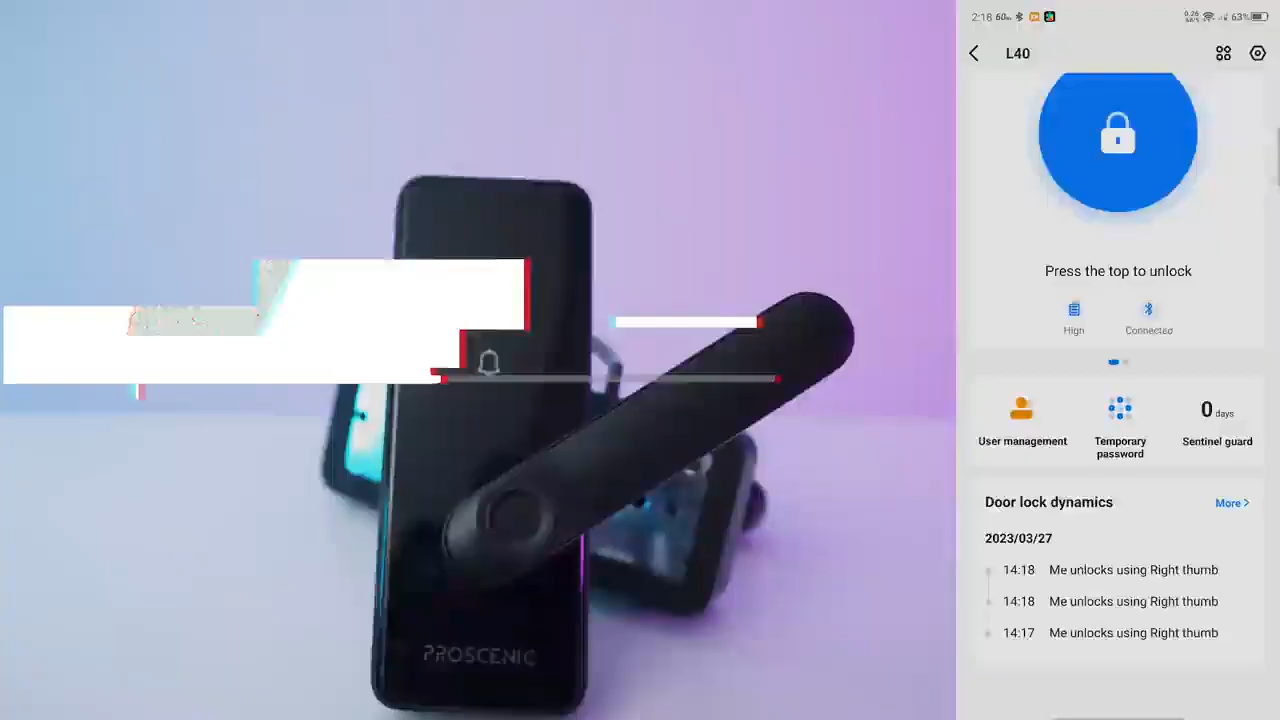 PROSCENIC
2:18
63%
L40
Press the top to unlock
High
Connected
User management
Temporary
password
0 days
Sentinel guard
Door lock dynamics
More >
2023/03/27
14:18 Me unlocks using Right thumb
14:18 Me unlocks using Right thumb
14:17 Me unlocks using Right thumb